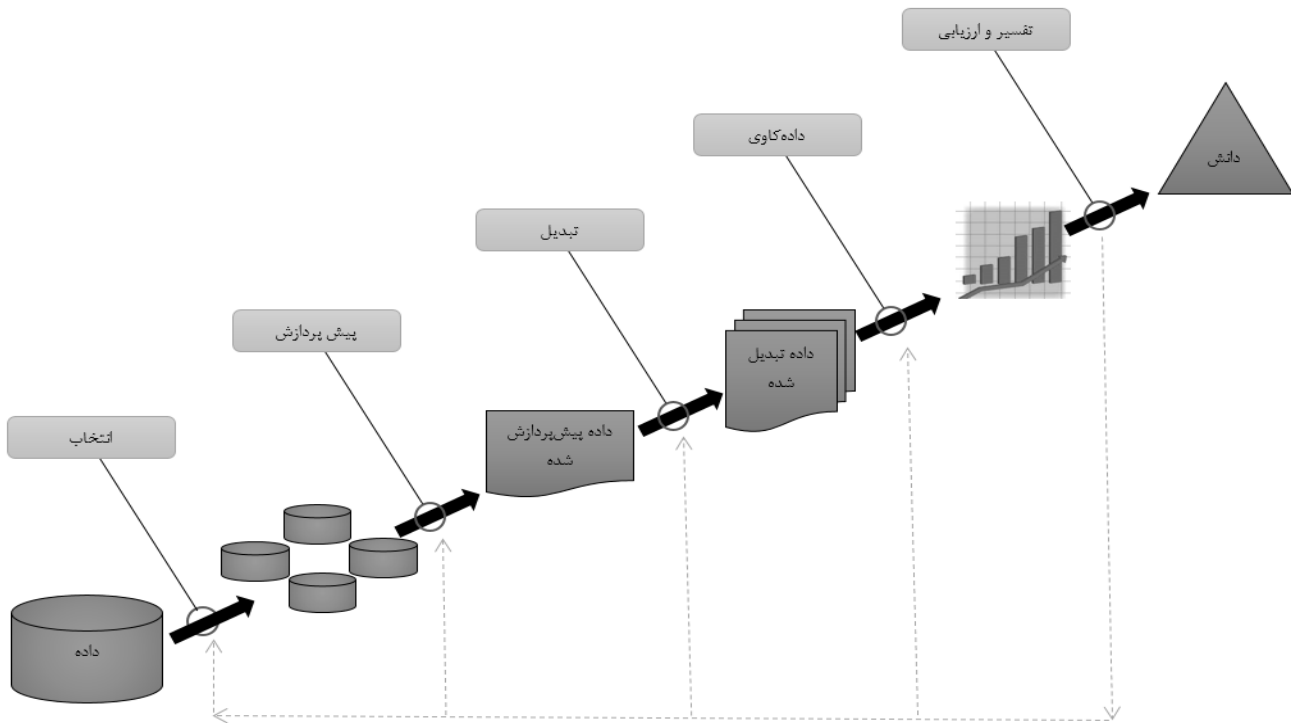 تفسیر و ارزیابی
داده‌کاوی
دانش
تبدیل
پیش پردازش
داده تبدیل
شده
انتخاب
داده پیش‌پردازش
شده
داده